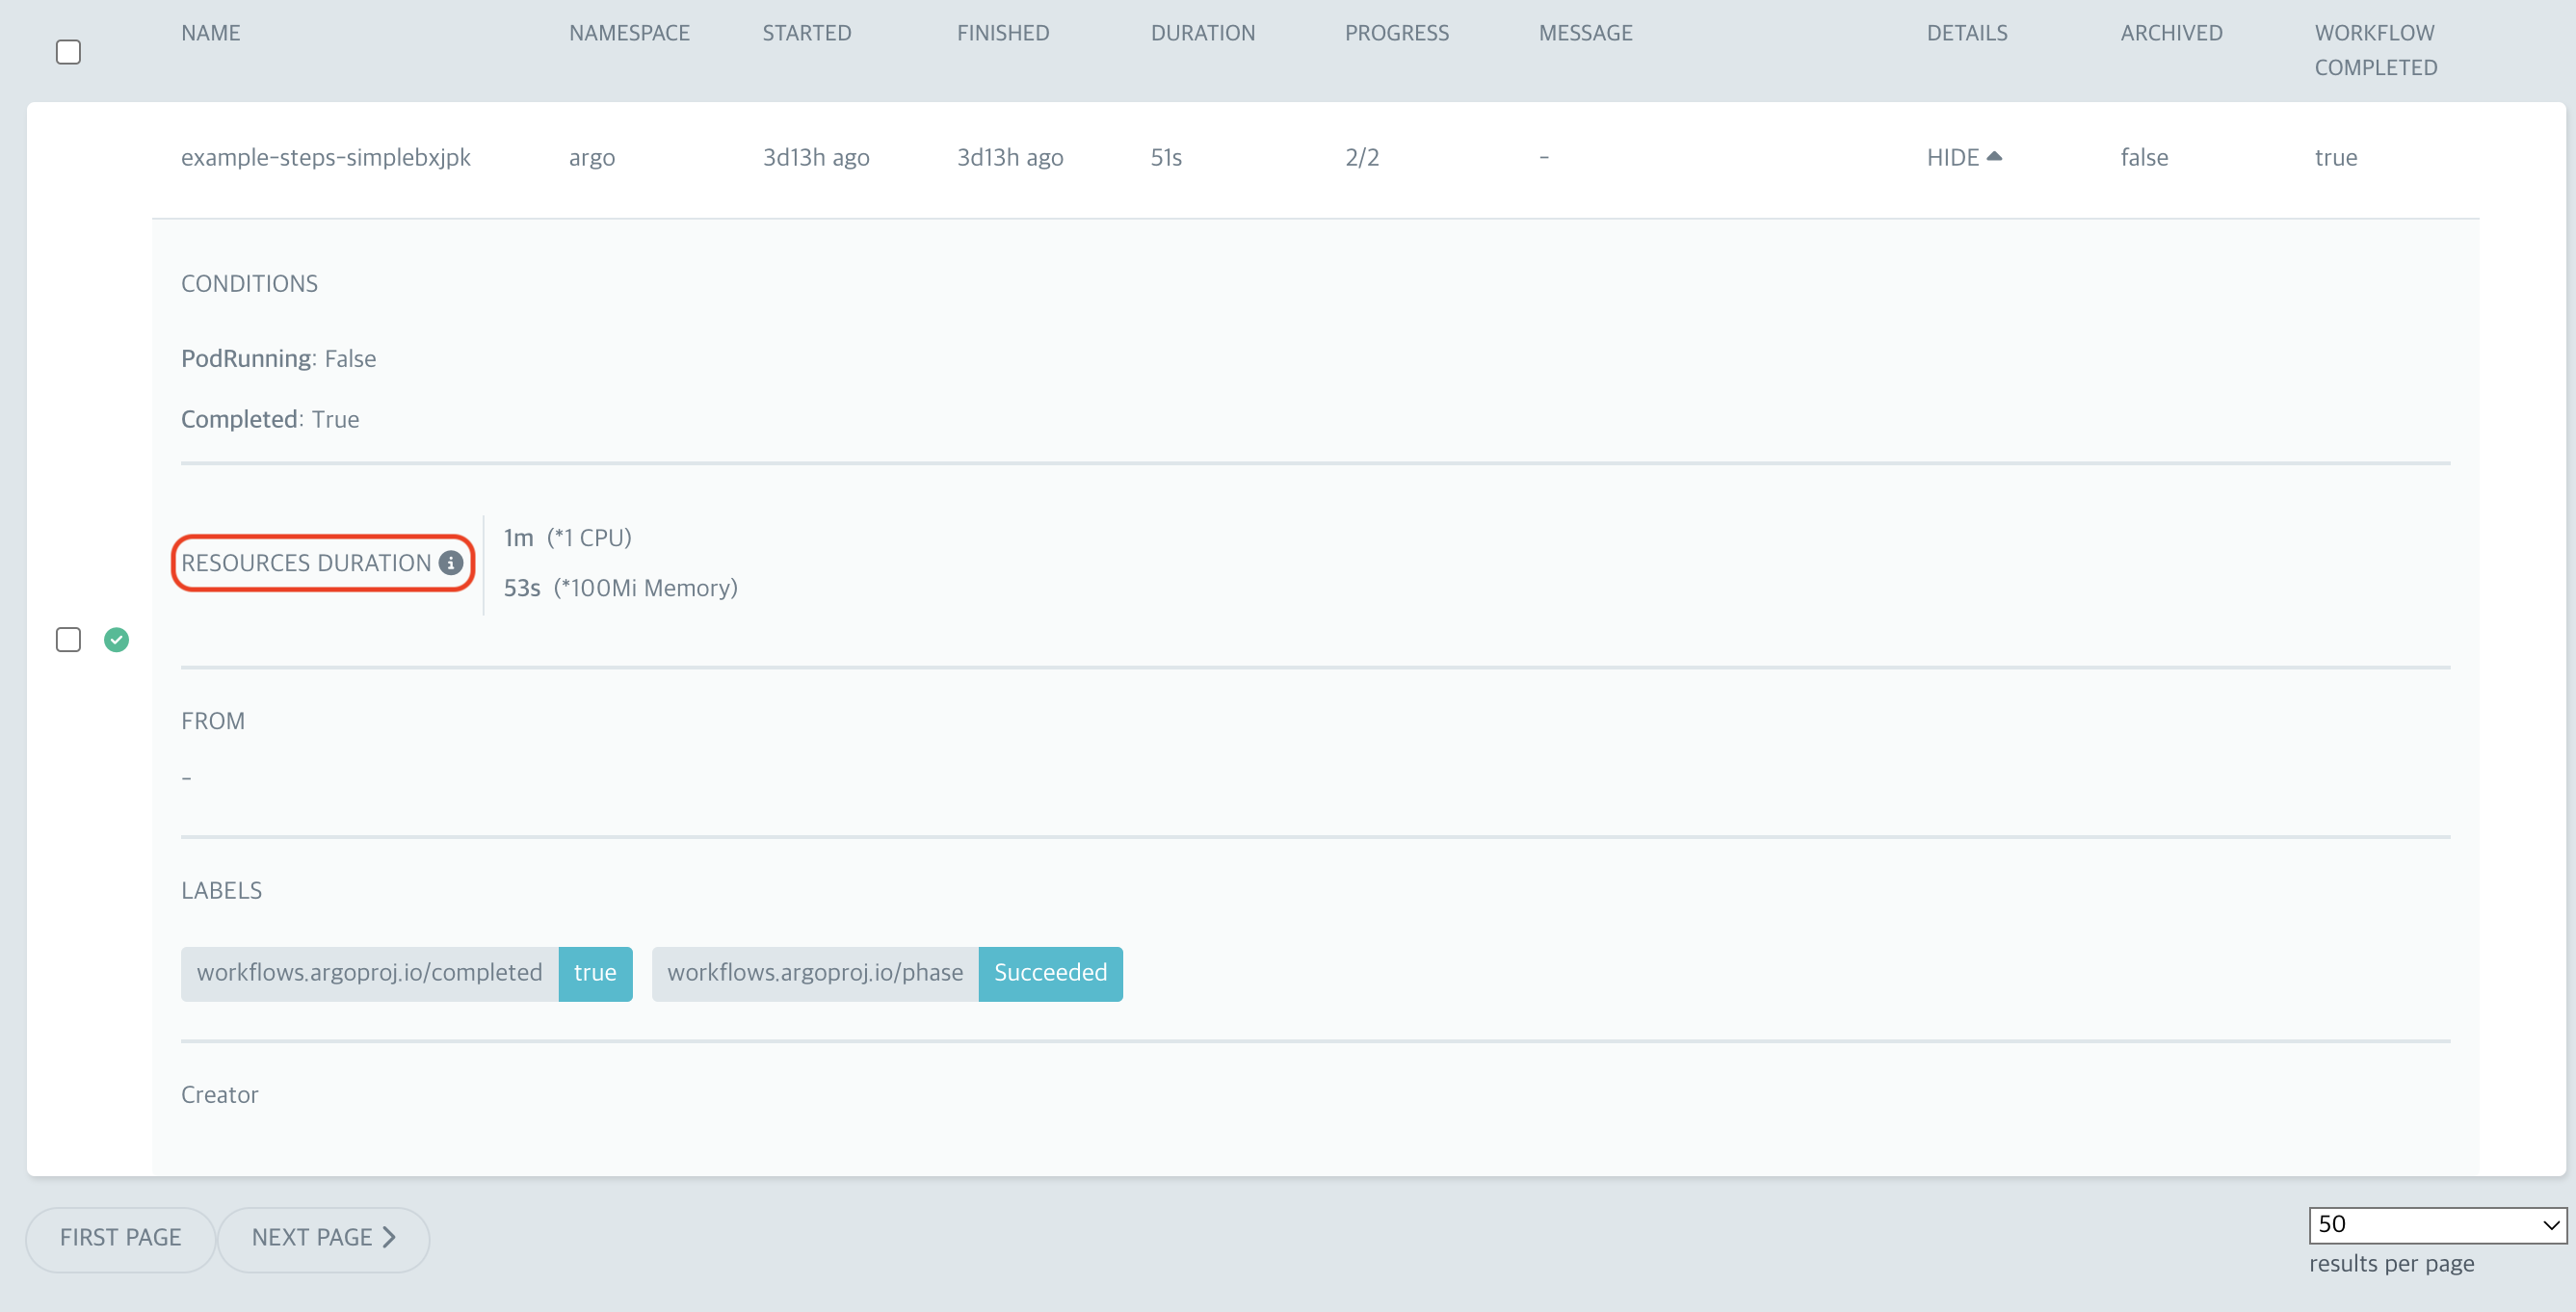 NAME NAMESPACE STARTED FINISHED DURATION PROGRESS MESSAGE DETAILS ARCHIVED WORKFLOW
COMPLETED
example-steps-simplebxjpk argo 3d13h ago 3d13h ago 51s 2/2 - HIDE false true
CONDITIONS
PodRunning: False
Completed: True
RESOURCES DURATION
1m (*1 CPU)
53s (*100Mi Memory)
FROM
-
LABELS
workflows.argoproj.io/completed true workflows.argoproj.io/phase Succeeded
Creator
FIRST PAGE NEXT PAGE 50
results per page